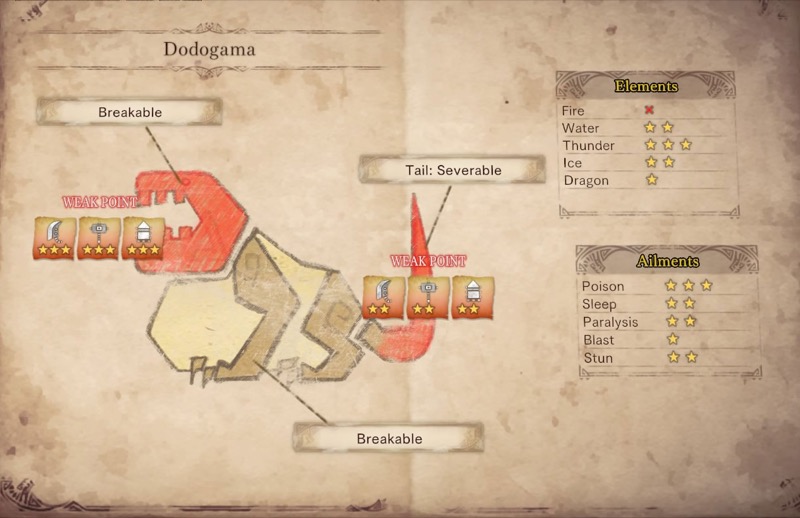 Dodogama
Breakable
WEAK POINT
Tail: Severable
WEAK POINT
Breakable
Elements
Fire
Water
Thunder
Ice
Dragon
Ailments
Poison
Sleep
Paralysis
Blast
Stun